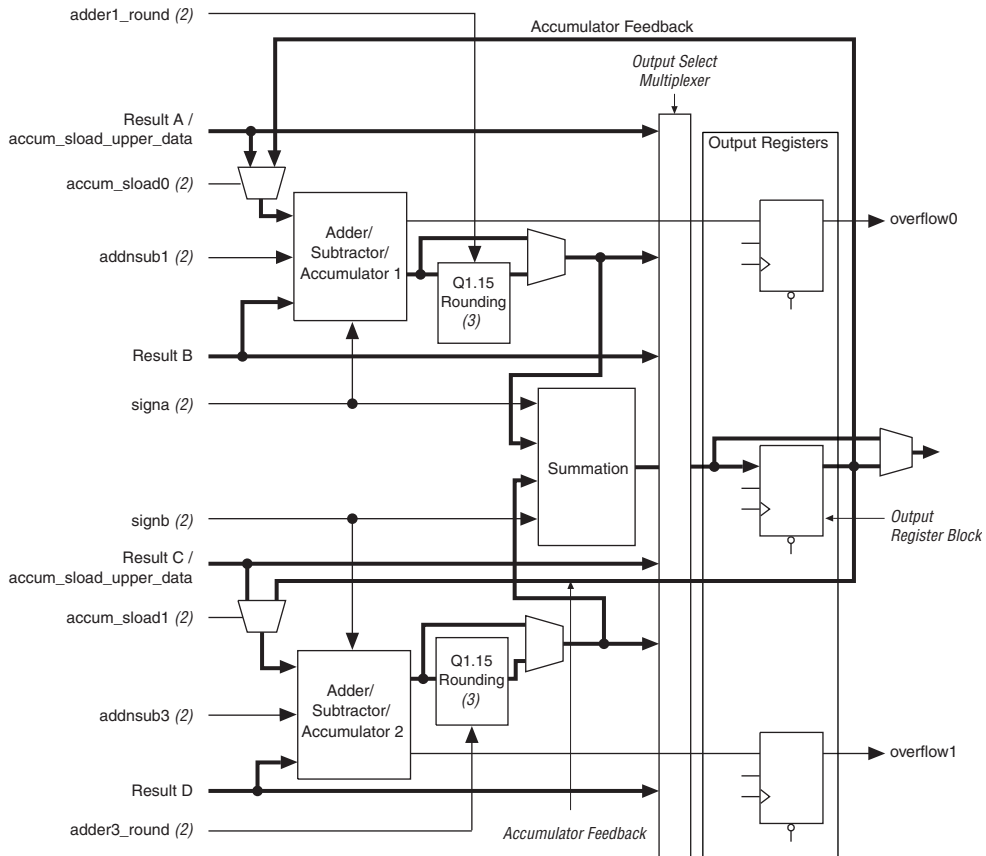 adder1_round (2)
Accumulator Feedback
Output Select
Multiplexer
Result A /
accum_sload_upper_data
Output Registers
accum_sload0 (2)
overflow0
Adder/
Subtractor/
Accumulator 1
addnsub1 (2)
Q1.15
Rounding
(3)
Result B
signa (2)
Summation
signb (2)
Output
Register Block
Result C /
accum_sload_upper_data
accum_sload1 (2)
Q1.15
Rounding
(3)
Adder/
Subtractor/
Accumulator 2
addnsub3 (2)
overflow1
Result D
adder3_round (2)
Accumulator Feedback